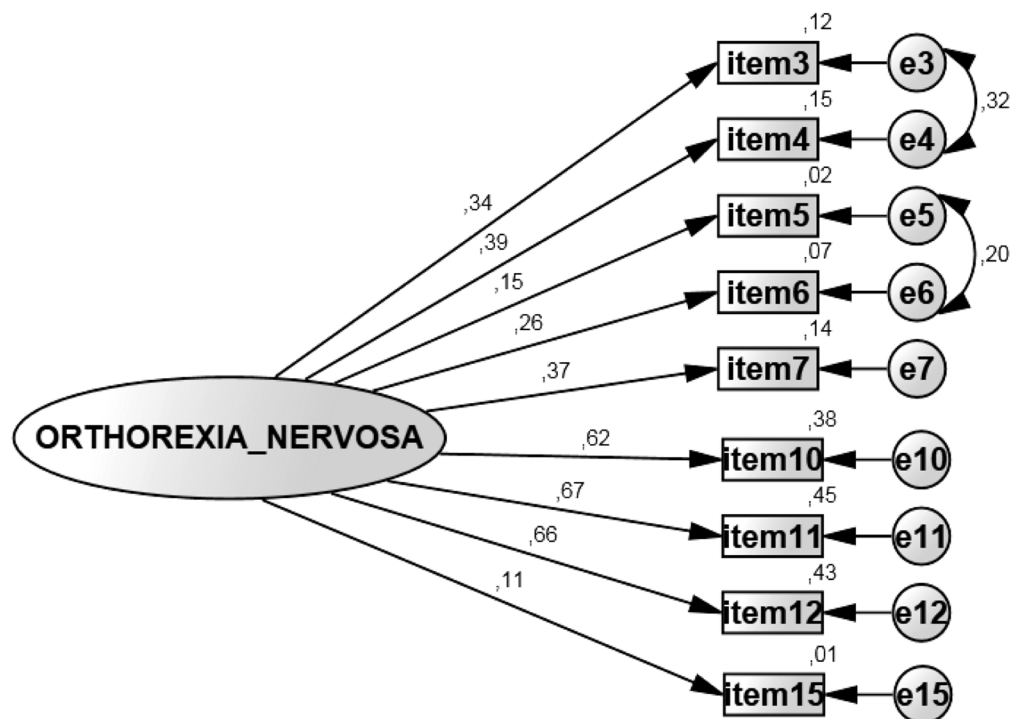 ,12
item3
e3
,32
,15
item4
e4
,34
,02
item5
e5
,39
,20
,15
,07
item6
e6
,26
,14
item7
e7
,37
,38
ORTHOREXIA_NERVOSA
,62
item10
e10
,67
,45
item11
e11
,66
,43
item12
e12
,11
,01
item15
e15